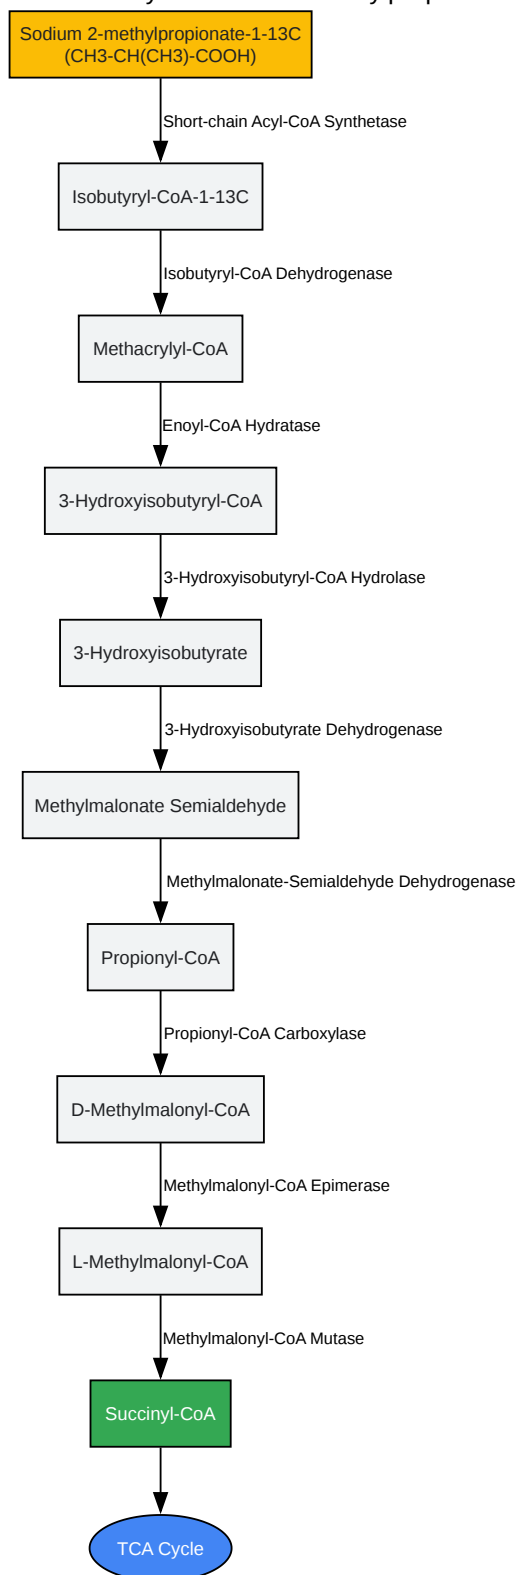 Sodium 2-methylpropionate-1-13C
(CH3-CH(CH3)-COOH)
Short-chain Acyl-CoA Synthetase
Isobutyryl-CoA-1-13C
Isobutyryl-CoA Dehydrogenase
Methacrylyl-CoA
Enoyl-CoA Hydratase
3-Hydroxyisobutyryl-CoA
3-Hydroxyisobutyryl-CoA Hydrolase
3-Hydroxyisobutyrate
3-Hydroxyisobutyrate Dehydrogenase
Methylmalonate Semialdehyde
Methylmalonate-Semialdehyde Dehydrogenase
Propionyl-CoA
Propionyl-CoA Carboxylase
D-Methylmalonyl-CoA
Methylmalonyl-CoA Epimerase
L-Methylmalonyl-CoA
Methylmalonyl-CoA Mutase
Succinyl-CoA
TCA Cycle